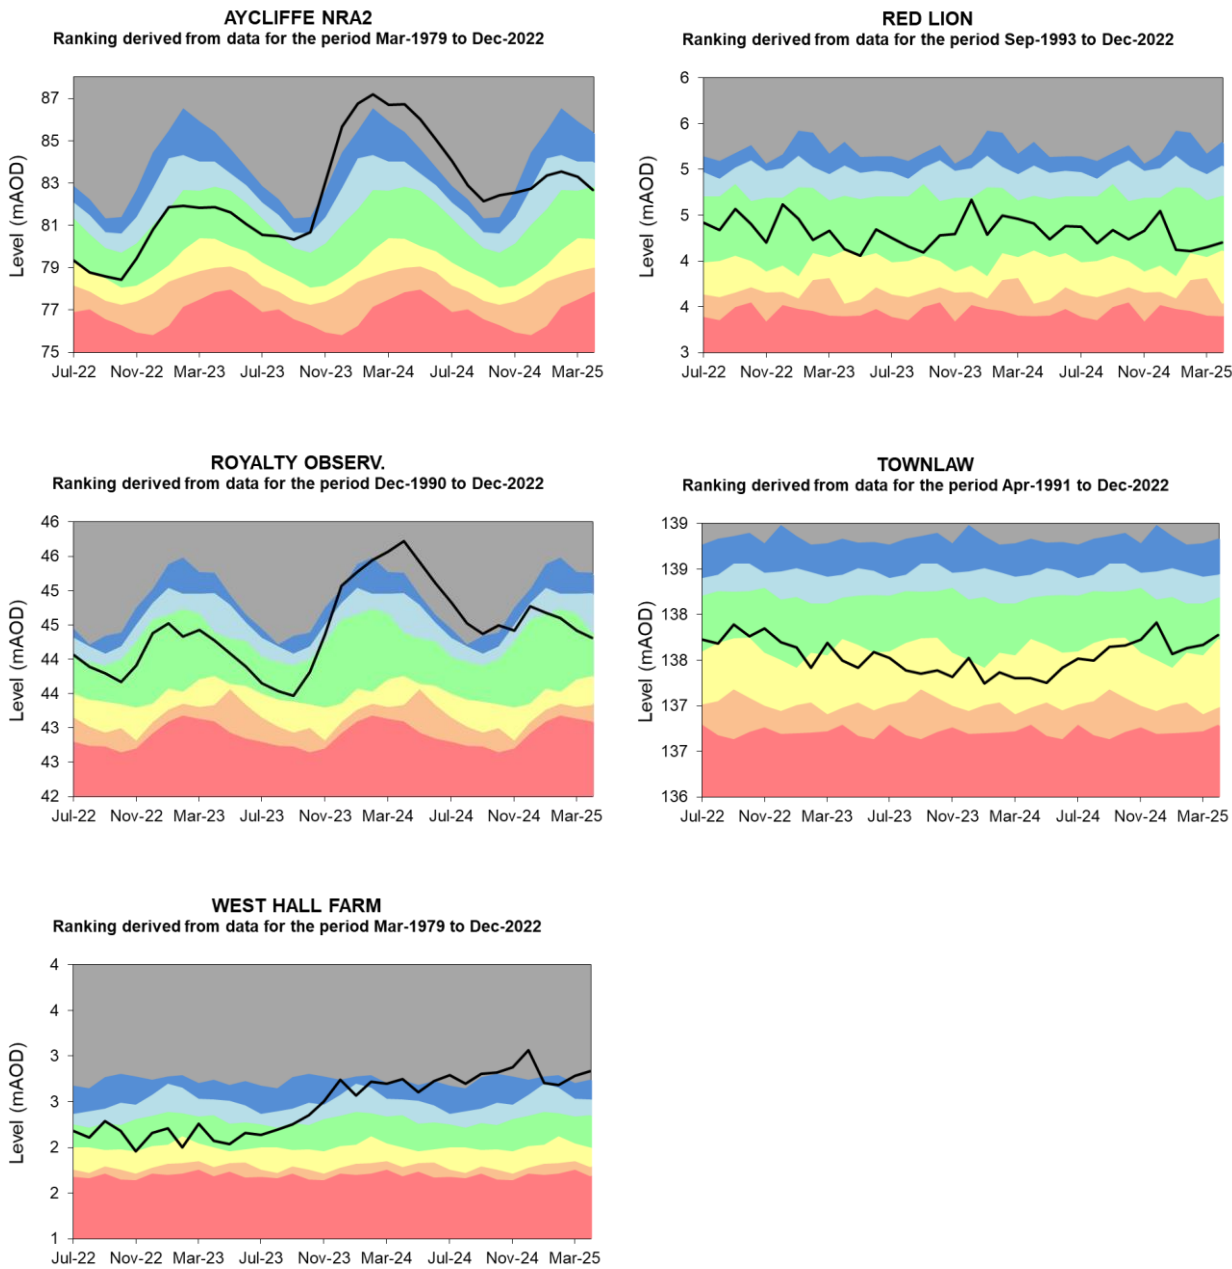 AYCLIFFE NRA2
Ranking derived from data for the period Mar-1979 to Dec-2022
Level (mAOD)
87
85
83
81
79
77
75
Jul-22 Nov-22 Mar-23 Jul-23 Nov-23 Mar-24 Jul-24 Nov-24 Mar-25
RED LION
Ranking derived from data for the period Sep-1993 to Dec-2022
Level (mAOD)
6
6
5
5
4
4
3
Jul-22 Nov-22 Mar-23 Jul-23 Nov-23 Mar-24 Jul-24 Nov-24 Mar-25
ROYALTY OBSERV.
Ranking derived from data for the period Dec-1990 to Dec-2022
Level (mAOD)
46
46
45
45
44
44
43
43
42
Jul-22 Nov-22 Mar-23 Jul-23 Nov-23 Mar-24 Jul-24 Nov-24 Mar-25
TOWNLAW
Ranking derived from data for the period Apr-1991 to Dec-2022
Level (mAOD)
139
139
138
138
137
137
136
Jul-22 Nov-22 Mar-23 Jul-23 Nov-23 Mar-24 Jul-24 Nov-24 Mar-25
WEST HALL FARM
Ranking derived from data for the period Mar-1979 to Dec-2022
Level (mAOD)
4
4
3
3
2
2
1
Jul-22 Nov-22 Mar-23 Jul-23 Nov-23 Mar-24 Jul-24 Nov-24 Mar-25